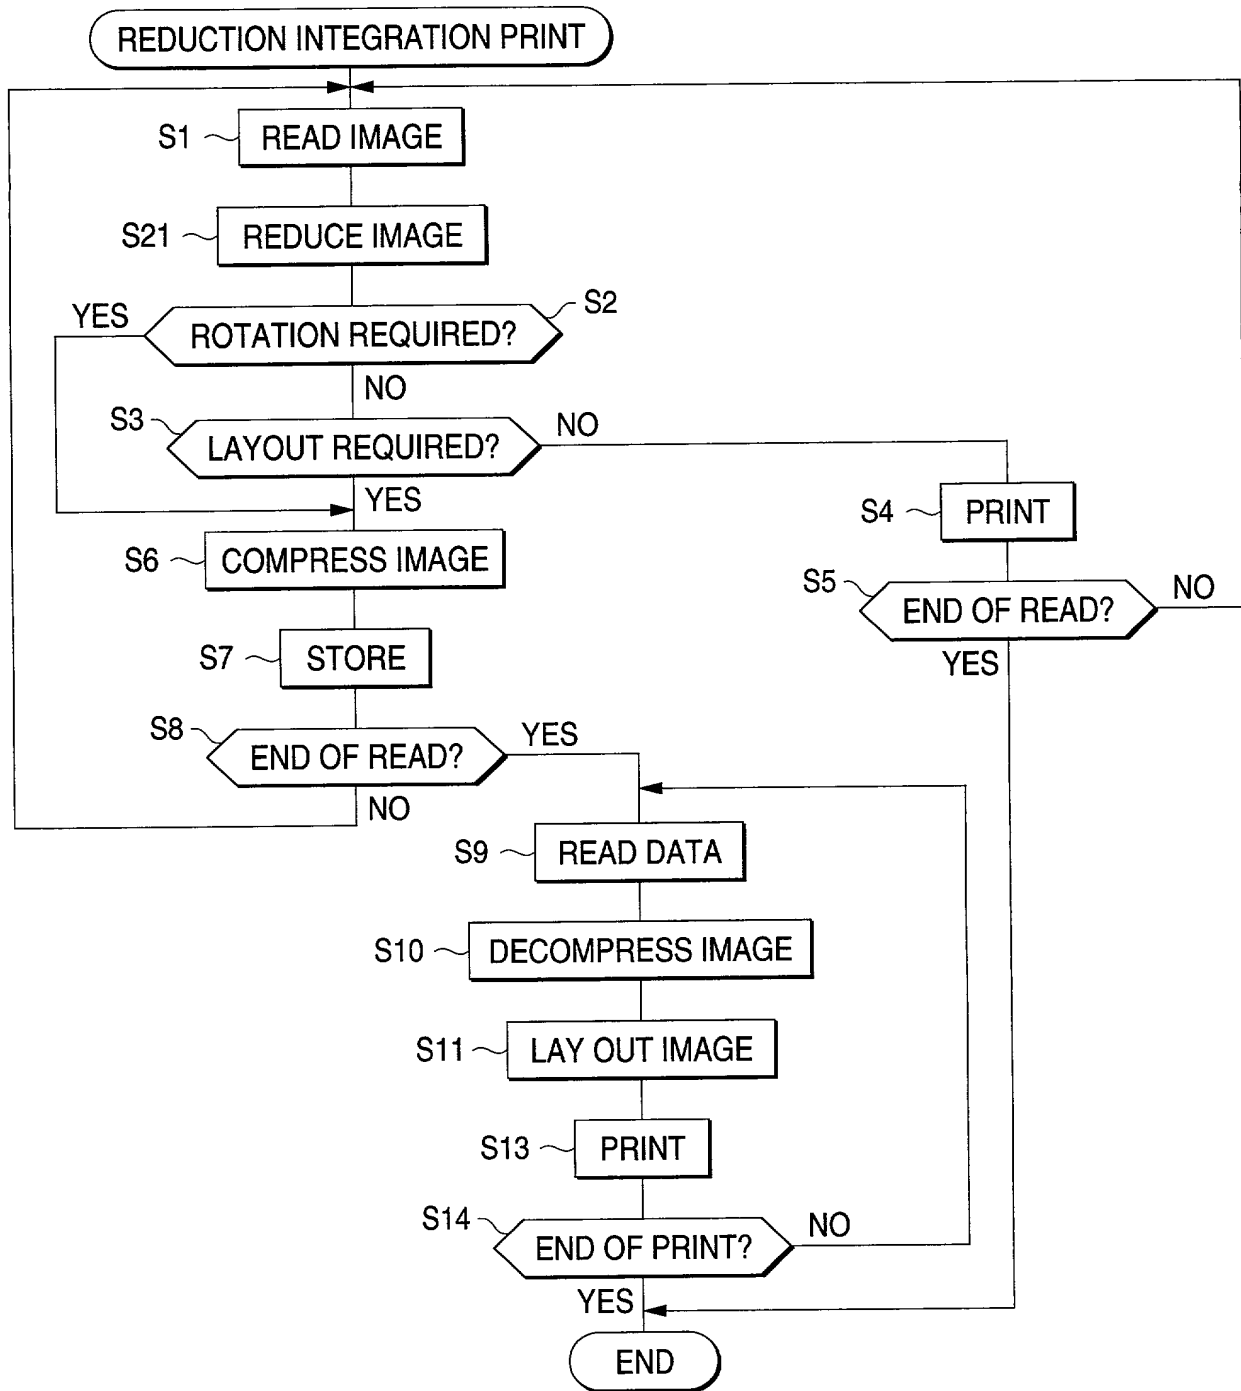 REDUCTION INTEGRATION PRINT
S1
READ IMAGE
S21
REDUCE IMAGE
S2
YES
ROTATION REQUIRED?
NO
S3
LAYOUT REQUIRED?
NO
YES
S4
PRINT
S6
COMPRESS IMAGE
S5
END OF READ?
NO
YES
S7
STORE
S8
END OF READ?
YES
NO
S9
READ DATA
S10
DECOMPRESS IMAGE
S11
LAY OUT IMAGE
S13
PRINT
S14
END OF PRINT?
NO
YES
END